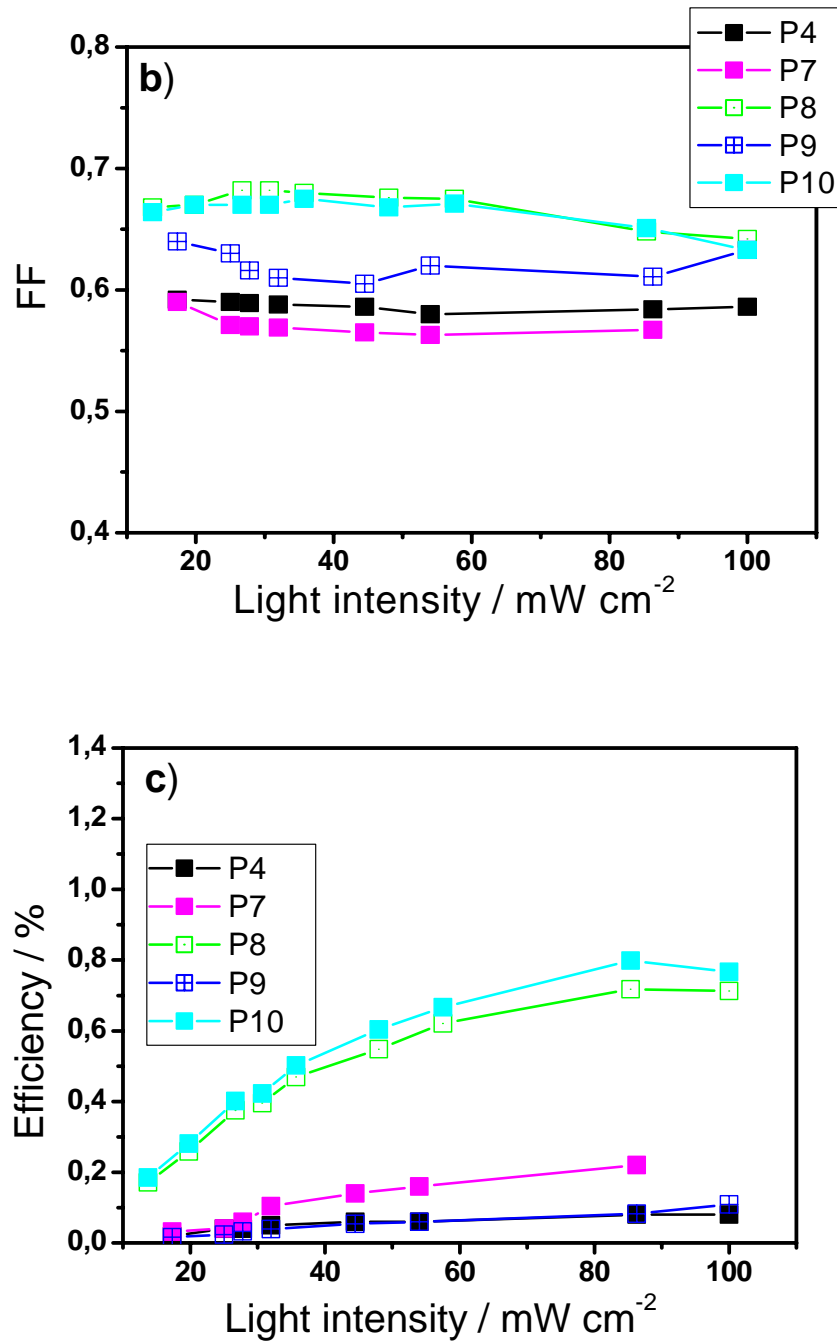 b)
P4
P7
P8
P9
P10
0,8
0,7
0,6
0,5
0,4
FF
20 40 60 80 100
Light intensity / mW cm⁻²
c)
P4
P7
P8
P9
P10
1,4
1,2
1,0
0,8
0,6
0,4
0,2
0,0
Efficiency / %
20 40 60 80 100
Light intensity / mW cm⁻²